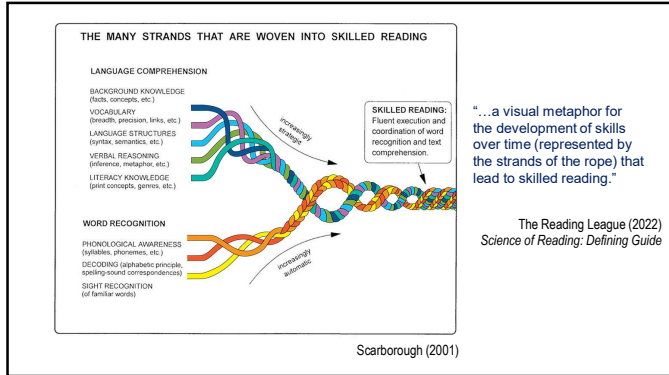 THE MANY STRANDS THAT ARE WOVEN INTO SKILLED READING
LANGUAGE COMPREHENSION
BACKGROUND KNOWLEDGE
(facts, concepts, etc.)
VOCABULARY
(breadth, precision, links, etc.)
LANGUAGE STRUCTURES
(syntax, semantics, etc.)
VERBAL REASONING
(inference, metaphor, etc.)
LITERACY KNOWLEDGE
(print concepts, genres, etc.)
WORD RECOGNITION
PHONOLOGICAL AWARENESS
(syllables, phonemes, etc.)
DECODING (alphabetic principle,
spelling-sound correspondences)
SIGHT RECOGNITION
(of familiar words)
increasingly
strategic
increasingly
automatic
SKILLED READING:
Fluent execution and
coordination of word
recognition and text
comprehension.
“…a visual metaphor for
the development of skills
over time (represented by
the strands of the rope) that
lead to skilled reading.”
The Reading League (2022)
Science of Reading: Defining Guide
Scarborough (2001)